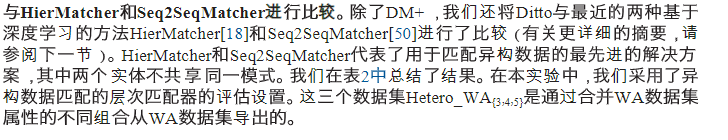 与HierMatcher和Seq2SeqMatcher进行比较。除了DM+ ,我们还将Ditto与最近的两种基于
深度学习的方法HierMatcher[18]和Seq2SeqMatcher[50]进行了比较 (有关更详细的摘要 ,请
参阅下一节 )。HierMatcher和Seq2SeqMatcher代表了用于匹配异构数据的最先进的解决方
案 ,其中两个 实体不共享 同一模式。我们在表2中总结了结果。在本实验中 ,我们采用了异
构数据匹配的层次匹配器的评估设置。这三个数据集Hetero_WA{3,4,5}是通过合并WA数据集
属性的不同组合从WA数据集导出的。